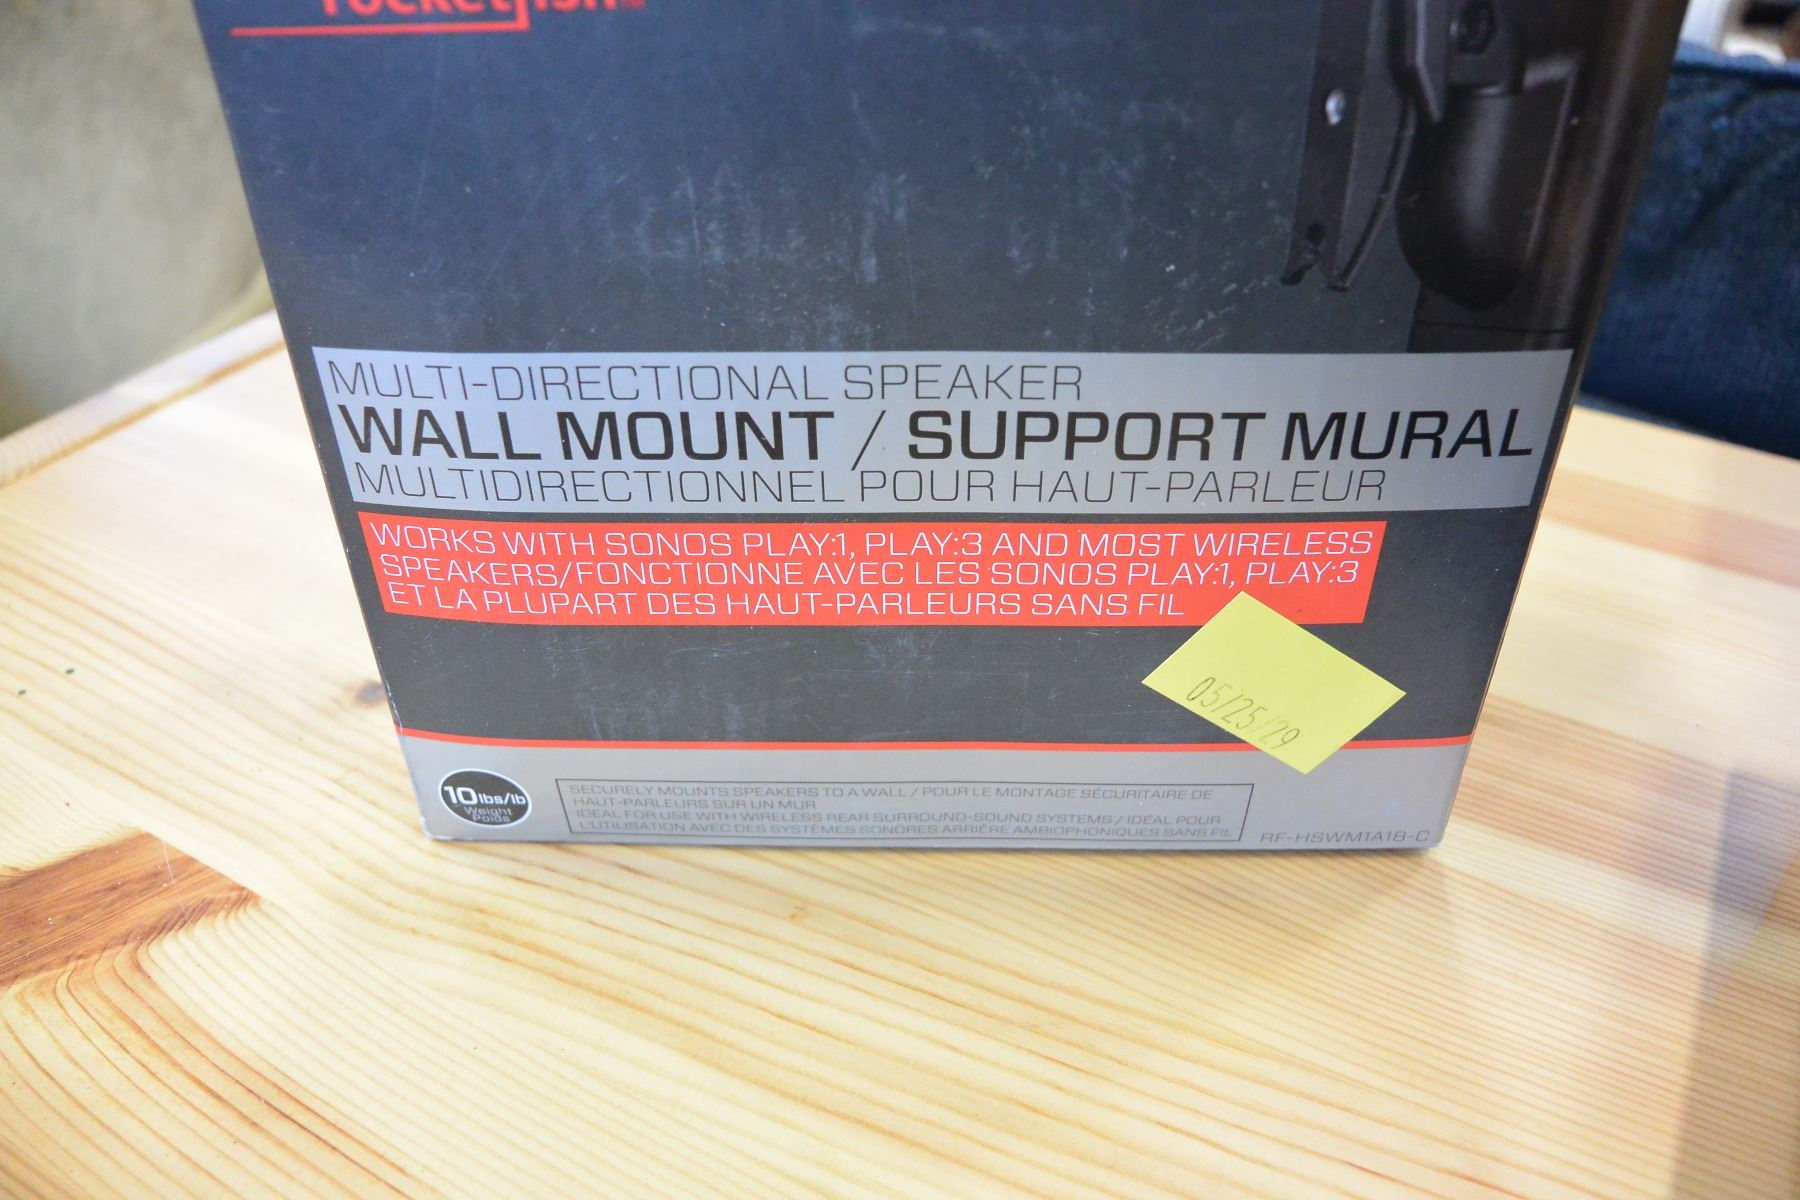 rocketfish™
MULTI-DIRECTIONAL SPEAKER
WALL MOUNT / SUPPORT MURAL
MULTIDIRECTIONNEL POUR HAUT-PARLEUR
WORKS WITH SONOS PLAY:1, PLAY:3 AND MOST WIRELESS
SPEAKERS/FONCTIONNE AVEC LES SONOS PLAY:1, PLAY:3
ET LA PLUPART DES HAUT-PARLEURS SANS FIL
05/25/29
10 lbs/lb
Weight
Poids
SECURELY MOUNTS SPEAKERS TO A WALL / POUR LE MONTAGE SÉCURITAIRE DE
HAUT-PARLEURS SUR UN MUR
IDEAL FOR USE WITH WIRELESS REAR SURROUND-SOUND SYSTEMS / IDÉAL POUR
L'UTILISATION AVEC DES SYSTÈMES SONORES ARRIÈRE AMBIOPHONIQUES SANS FIL
RF-HSWM1A18-C